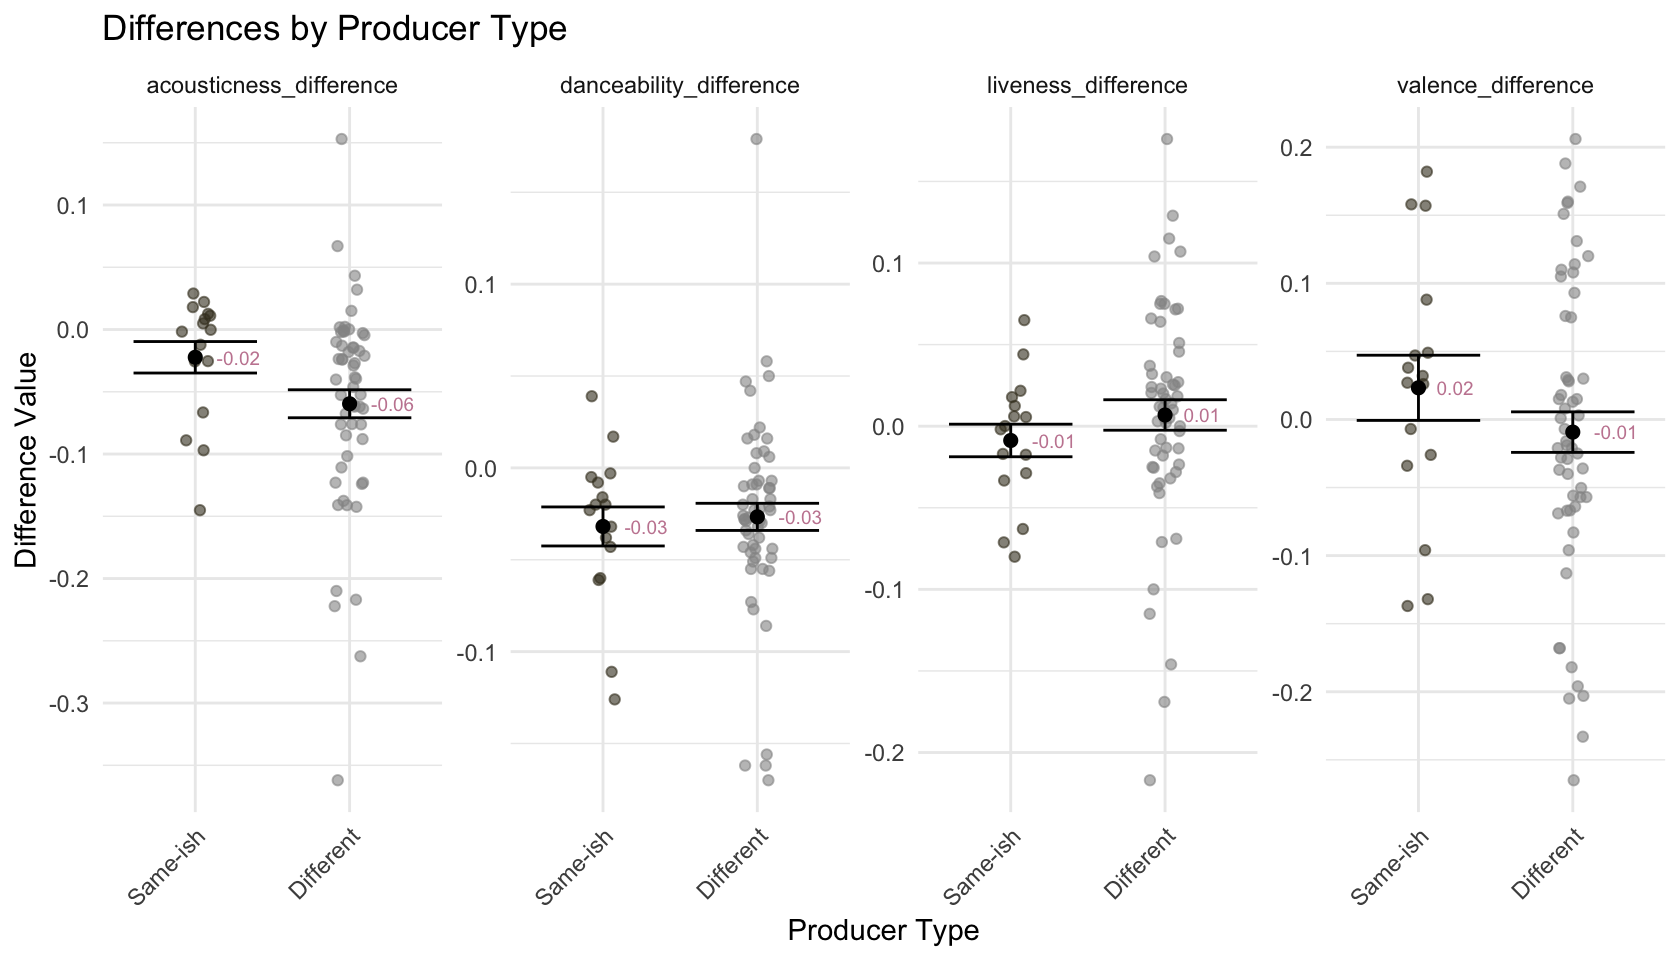 Differences by Producer Type
acousticness_difference
danceability_difference
liveness_difference
valence_difference
Difference Value
0.1
0.0
-0.1
-0.2
-0.3
-0.02
-0.06
Same-ish
Different
0.1
0.0
-0.1
-0.03
-0.03
Same-ish
Different
0.1
0.0
-0.1
-0.2
-0.01
0.01
Same-ish
Different
0.2
0.1
0.0
-0.1
-0.2
0.02
-0.01
Same-ish
Different
Producer Type